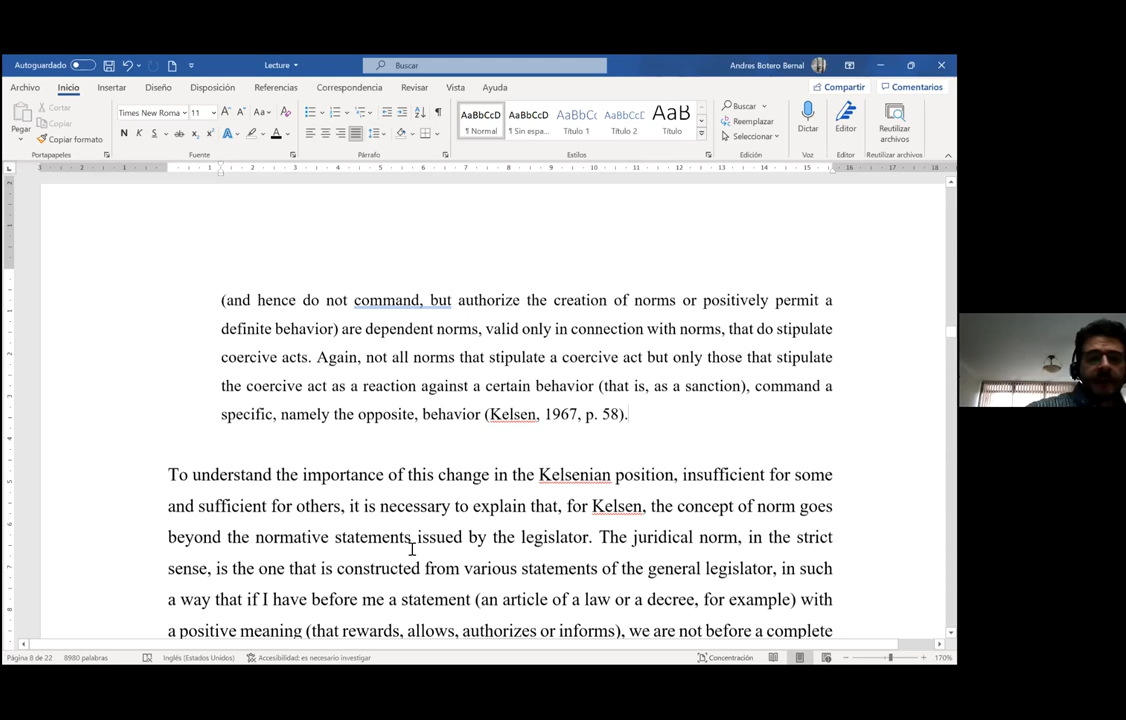 Autoguardado
Lecture
Buscar
Andres Botero Bernal
Archivo Inicio Insertar Diseño Disposición Referencias Correspondencia Revisar Vista Ayuda
Compartir Comentarios
Pegar
Cortar
Copiar
Copiar formato
Portapapeles
Times New Roma 11
N K S
Fuente
Párrafo
AaBbCcD AaBbCcD AaBbCc AaBbCcD AaB
¶ Normal ¶ Sin espa... Título 1 Título 2 Título
Estilos
Buscar
Reemplazar
Seleccionar
Edición
Dictar
Voz
Editor
Editor
Reutilizar archivos
Reutilizar archivos
(and hence do not command, but authorize the creation of norms or positively permit a
definite behavior) are dependent norms, valid only in connection with norms, that do stipulate
coercive acts. Again, not all norms that stipulate a coercive act but only those that stipulate
the coercive act as a reaction against a certain behavior (that is, as a sanction), command a
specific, namely the opposite, behavior (Kelsen, 1967, p. 58).
To understand the importance of this change in the Kelsenian position, insufficient for some
and sufficient for others, it is necessary to explain that, for Kelsen, the concept of norm goes
beyond the normative statements issued by the legislator. The juridical norm, in the strict
sense, is the one that is constructed from various statements of the general legislator, in such
a way that if I have before me a statement (an article of a law or a decree, for example) with
a positive meaning (that rewards, allows, authorizes or informs), we are not before a complete
Página 8 de 22 8980 palabras Inglés (Estados Unidos) Accesibilidad: es necesario investigar Concentración 170%